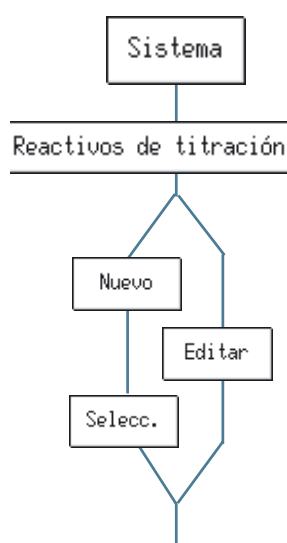 Sistema
Reactivos de titración
Nuevo
Editar
Selecc.